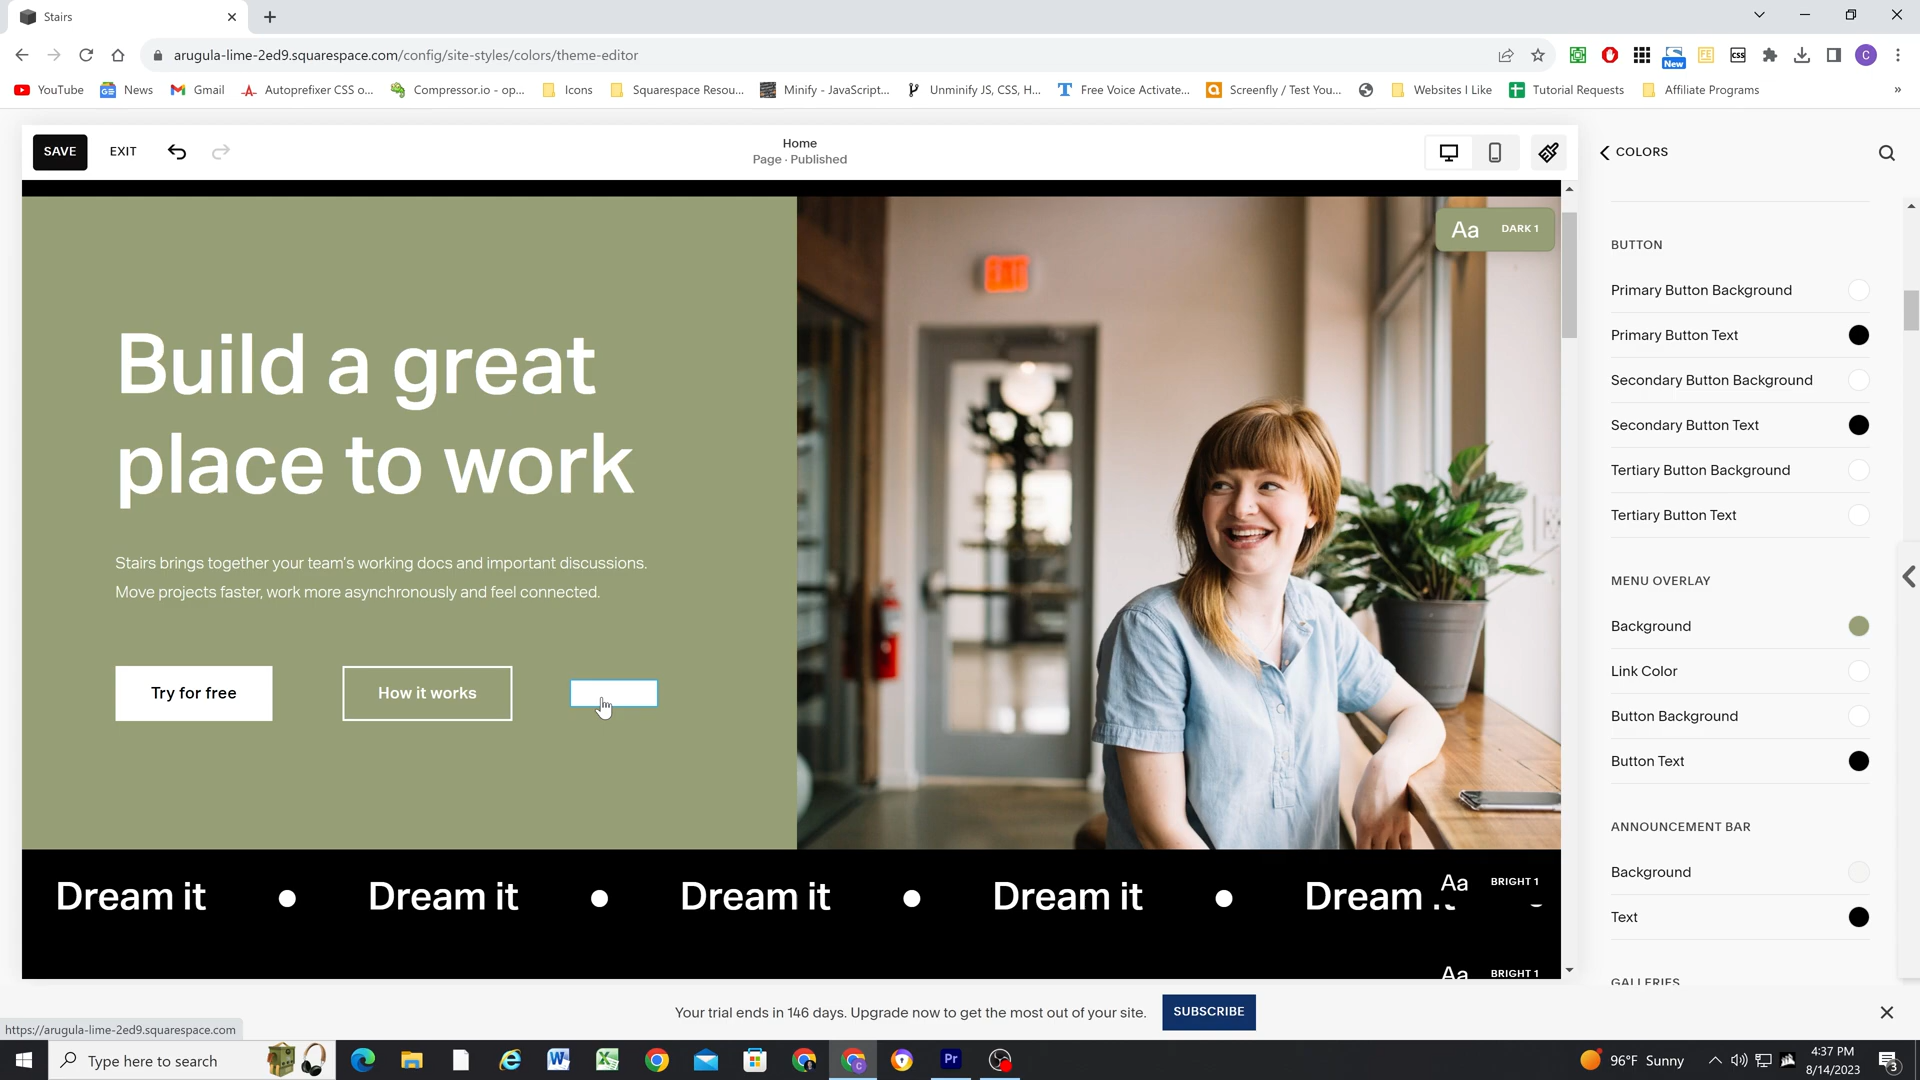 Stairs
arugula-lime-2ed9.squarespace.com/config/site-styles/colors/theme-editor
New
CSS
C
YouTube
GE News
Gmail
Autoprefixer CSS o...
Compressor.io - op...
Icons
Squarespace Resou...
Minify - JavaScript...
Unminify JS, CSS, H...
Free Voice Activate...
Screenfly / Test You...
Websites I Like
Tutorial Requests
Affiliate Programs
»
SAVE
EXIT
Home
Page · Published
COLORS
Aa DARK 1
Build a great
place to work
Stairs brings together your team's working docs and important discussions.
Move projects faster, work more asynchronously and feel connected.
Try for free
How it works
EXIT
Dream it • Dream it • Dream it • Dream it • Dream
Aa BRIGHT 1
Aa BRIGHT 1
BUTTON
Primary Button Background
Primary Button Text
Secondary Button Background
Secondary Button Text
Tertiary Button Background
Tertiary Button Text
MENU OVERLAY
Background
Link Color
Button Background
Button Text
ANNOUNCEMENT BAR
Background
Text
GALLERIES
Your trial ends in 146 days. Upgrade now to get the most out of your site.
SUBSCRIBE
https://arugula-lime-2ed9.squarespace.com
Type here to search
Pr
96°F Sunny
4:37 PM
8/14/2023
3